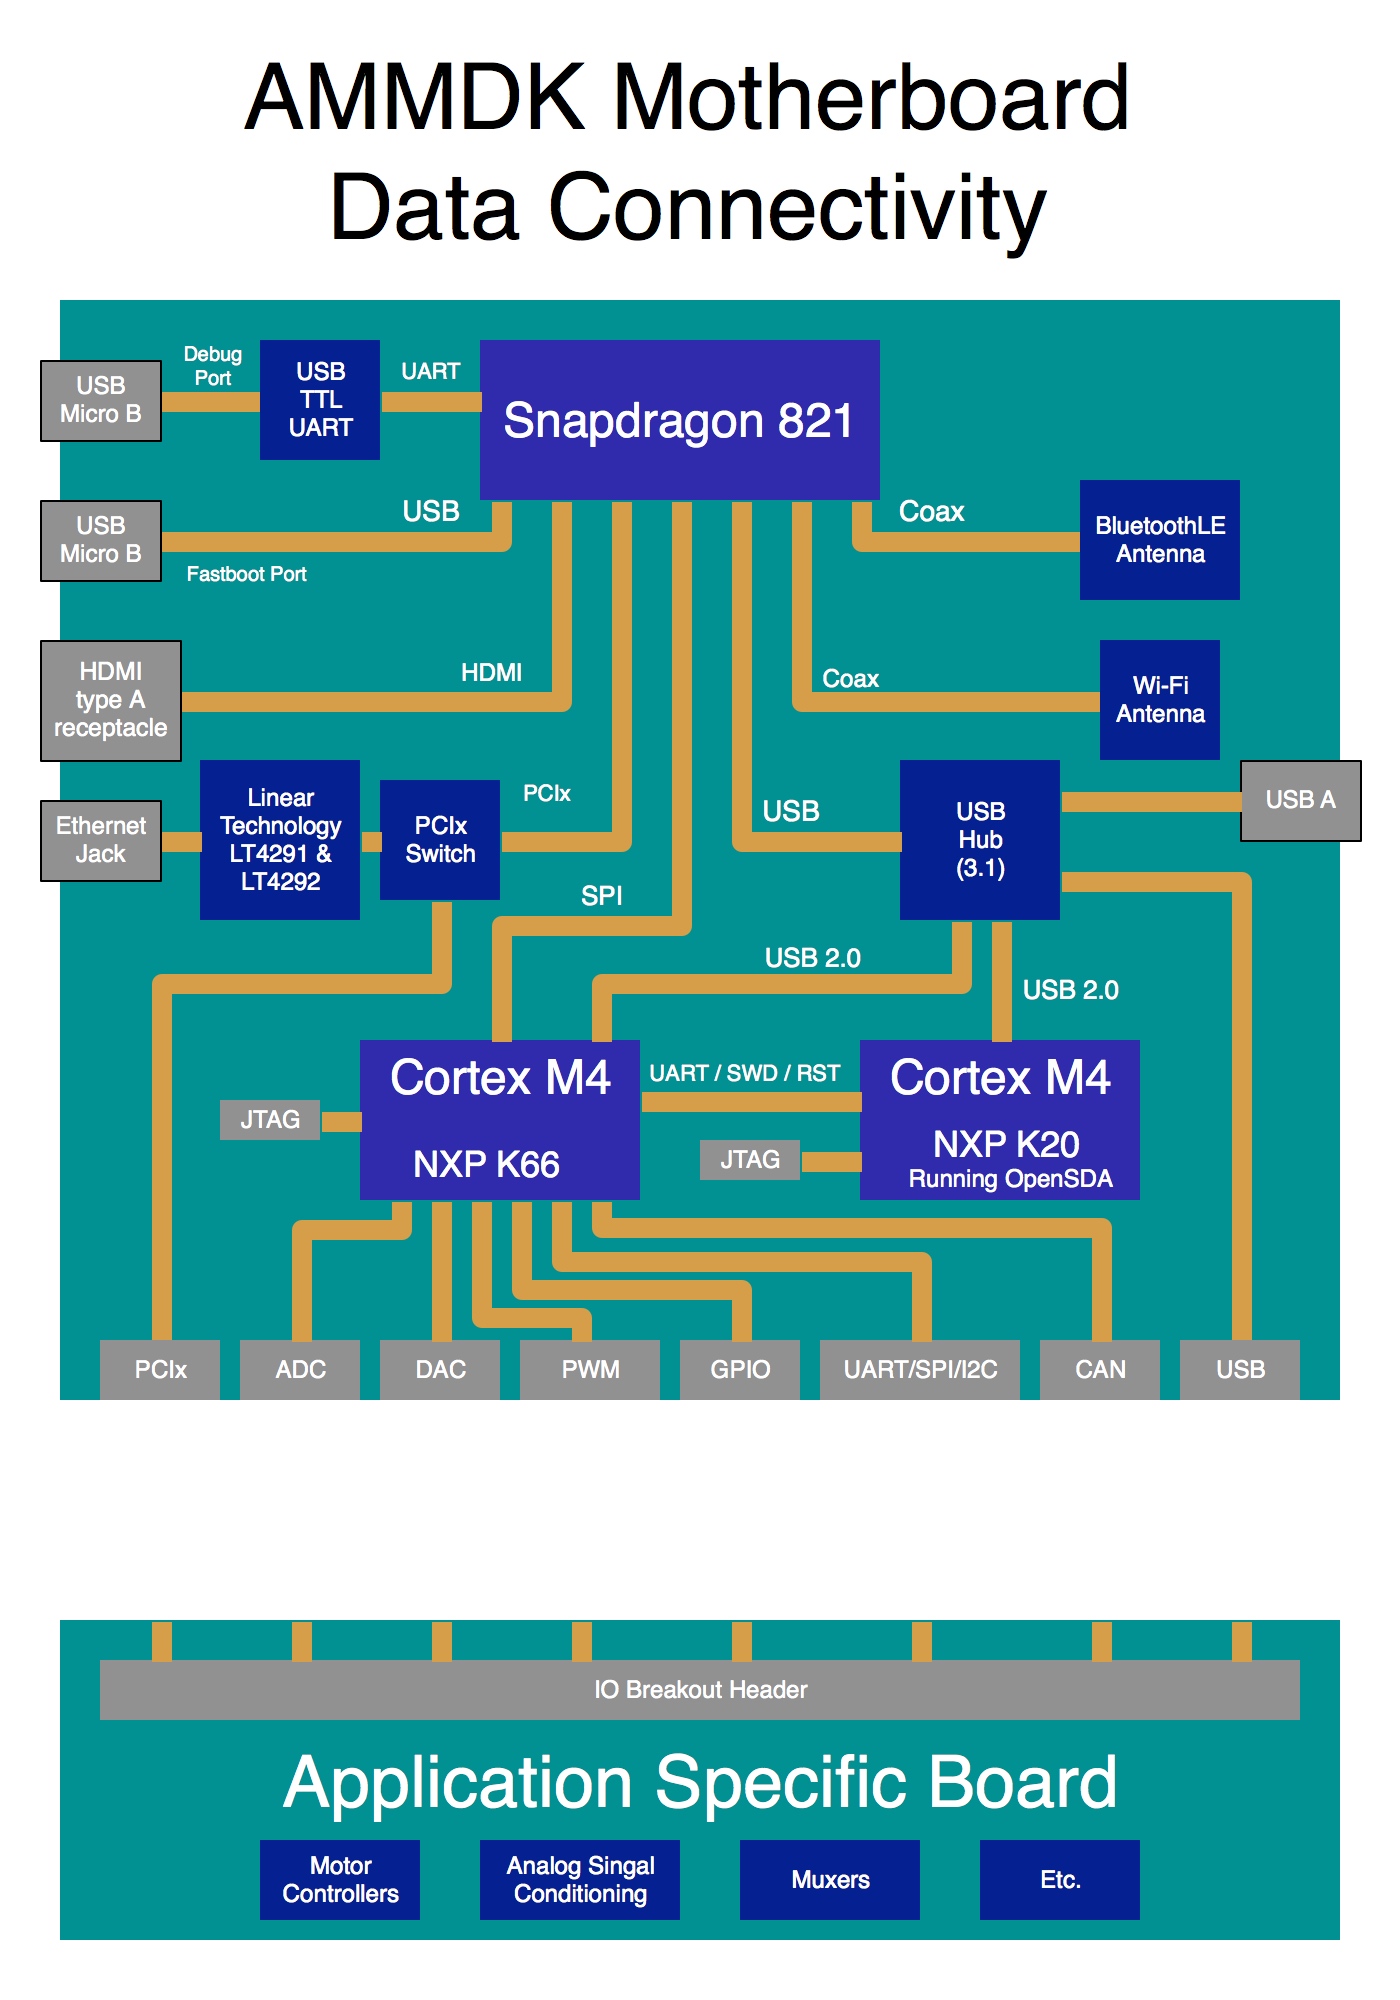 AMMDK Motherboard
Data Connectivity
USB
Micro B
Debug
Port
USB
TTL
UART
UART
Snapdragon 821
USB
Micro B
USB
Fastboot Port
Coax
BluetoothLE
Antenna
HDMI
type A
receptacle
HDMI
Coax
Wi-Fi
Antenna
Ethernet
Jack
Linear
Technology
LT4291 &
LT4292
PCIx
Switch
PCIx
USB
USB
Hub
(3.1)
USB A
SPI
USB 2.0
USB 2.0
Cortex M4
NXP K66
JTAG
UART / SWD / RST
Cortex M4
NXP K20
Running OpenSDA
JTAG
PCIx
ADC
DAC
PWM
GPIO
UART/SPI/I2C
CAN
USB
IO Breakout Header
Application Specific Board
Motor
Controllers
Analog Singal
Conditioning
Muxers
Etc.